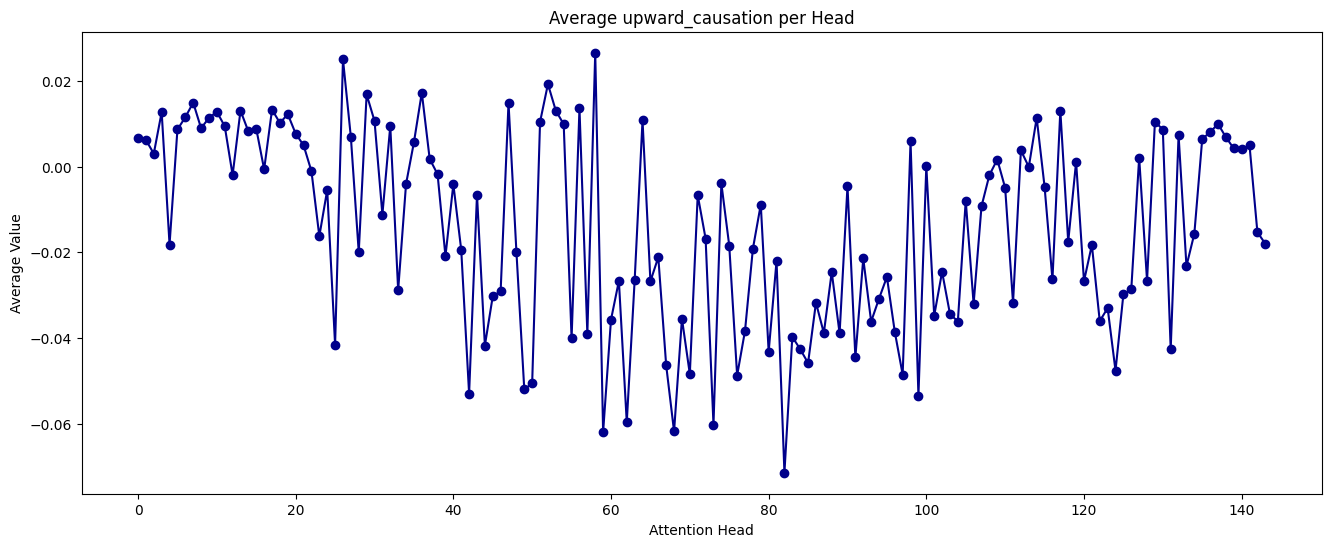 Average upward_causation per Head
0.02
0.00
−0.02
−0.04
−0.06
Average Value
0 20 40 60 80 100 120 140
Attention Head